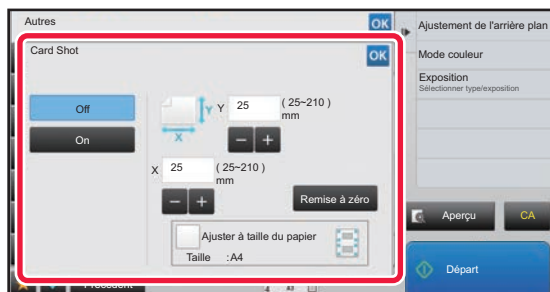 Autres
OK
Card Shot
OK
Off
On
Y
Y 25 ( 25~210 )
mm
X
X 25 ( 25~210 )
mm
Remise à zéro
Ajuster à taille du papier
Taille :A4
Précédent
Ajustement de l'arrière plan
Mode couleur
Exposition
Sélectionner type/exposition
Aperçu
CA
Départ